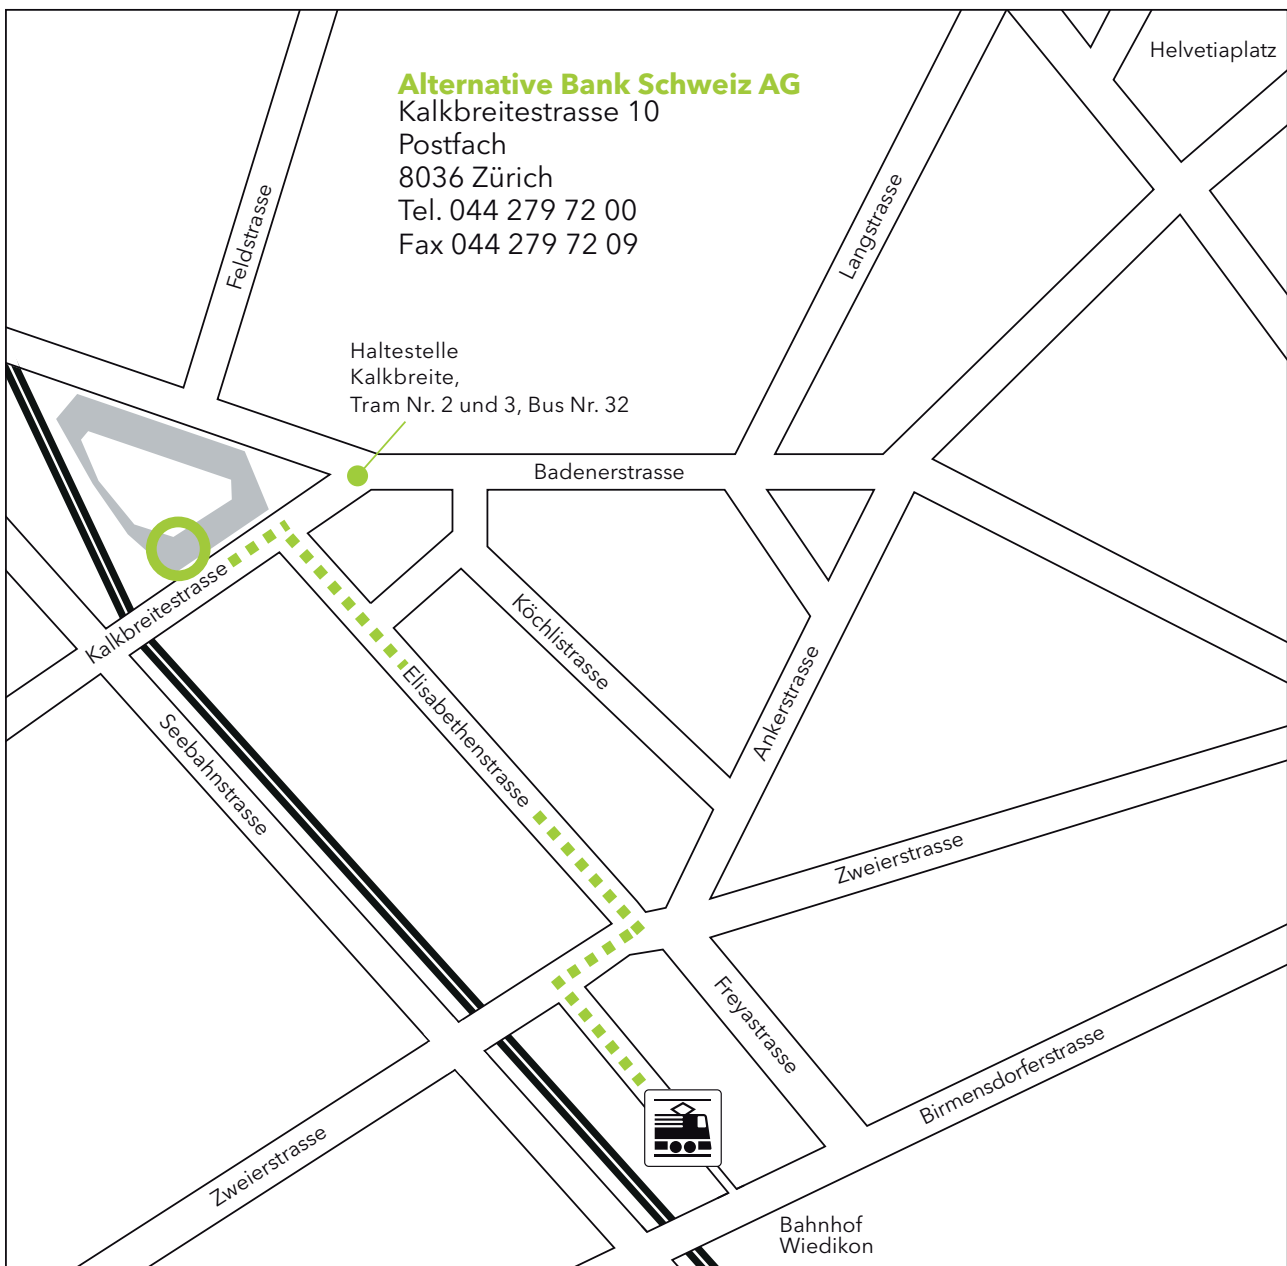 Helvetiaplatz
Alternative Bank Schweiz AG
Kalkbreitestrasse 10
Postfach
8036 Zürich
Tel. 044 279 72 00
Fax 044 279 72 09
Feldstrasse
Langstrasse
Haltestelle
Kalkbreite,
Tram Nr. 2 und 3, Bus Nr. 32
Badenerstrasse
Kalkbreitestrasse
Köchlistrasse
Elisabethenstrasse
Ankerstrasse
Seebahnstrasse
Zweierstrasse
Freyastrasse
Birmensdorferstrasse
Zweierstrasse
Bahnhof
Wiedikon